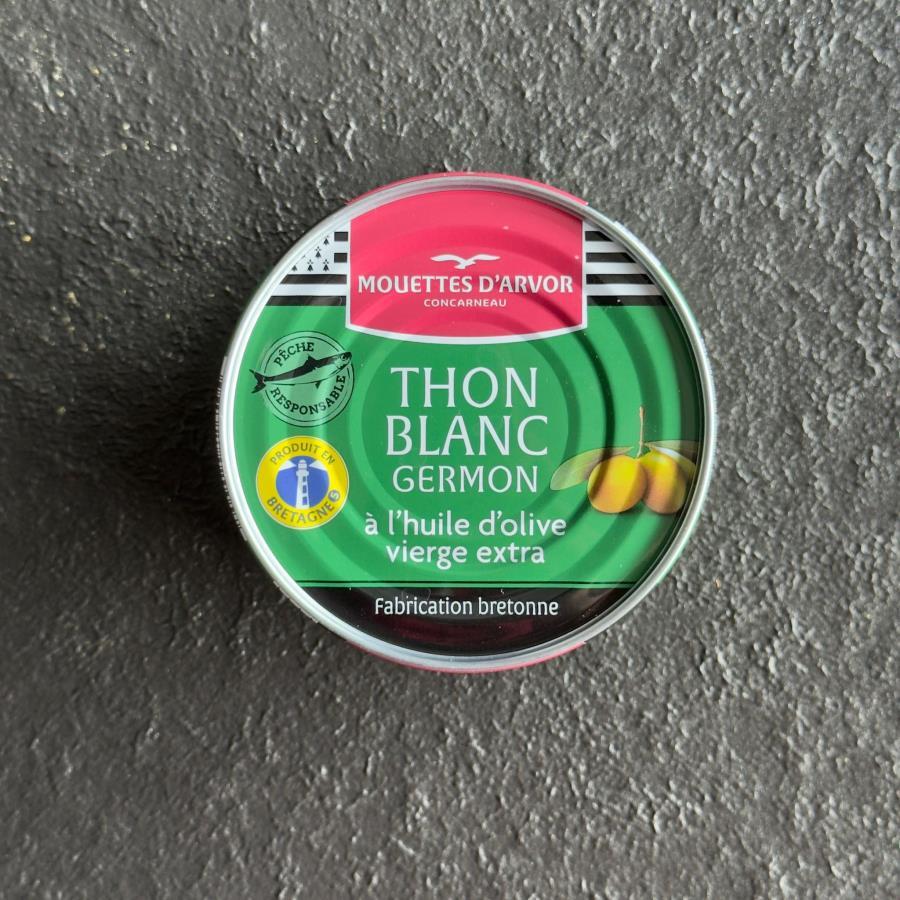 MOUETTES D'ARVOR
CONCARNEAU
PÊCHE
RESPONSABLE
THON
BLANC
GERMON
PRODUIT EN
BRETAGNE
à l'huile d'olive
vierge extra
Fabrication bretonne